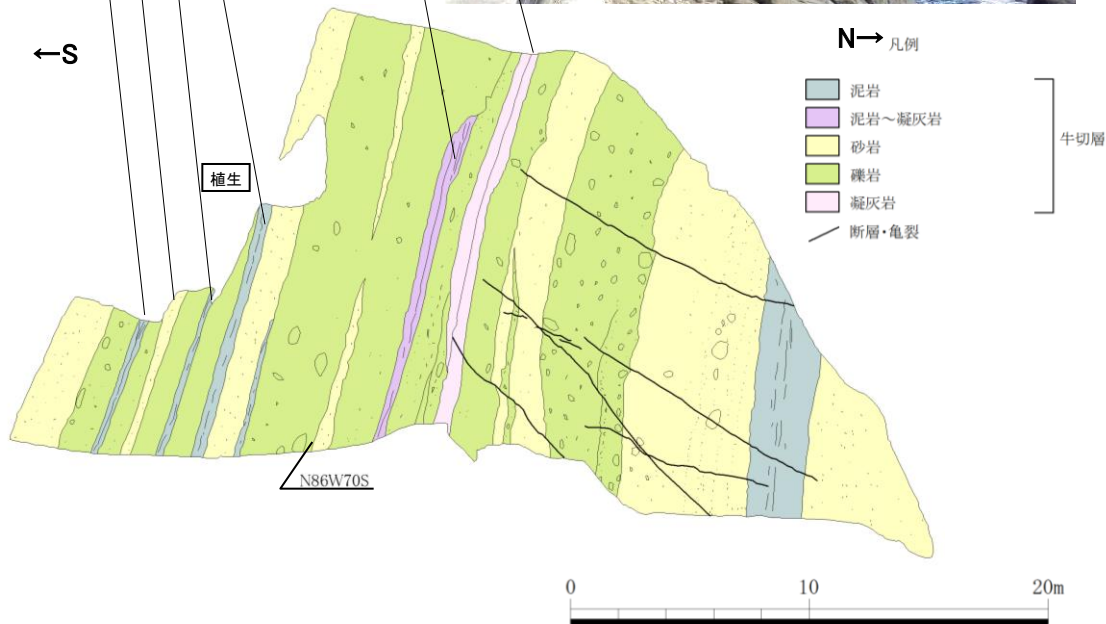 ←S
N→ 凡例
泥岩
泥岩～凝灰岩
砂岩
礫岩
凝灰岩
断層・亀裂
牛切層
植生
N86W70S
0 10 20m